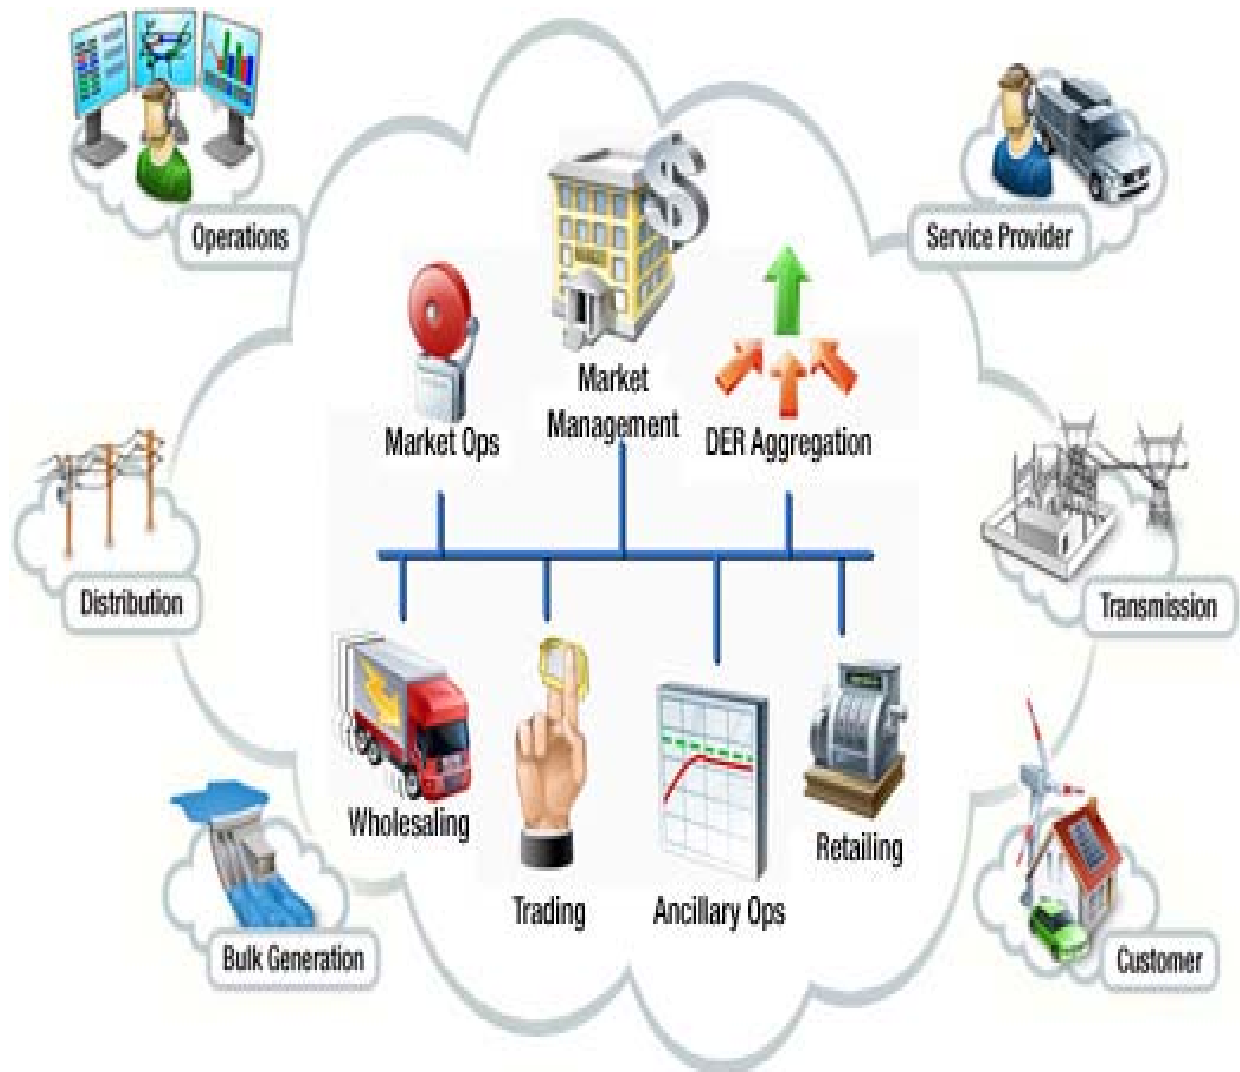 Operations
Service Provider
Market
Management
Market Ops
DER Aggregation
Distribution
Transmission
Wholesaling
Trading
Ancillary Ops
Retailing
Bulk Generation
Customer